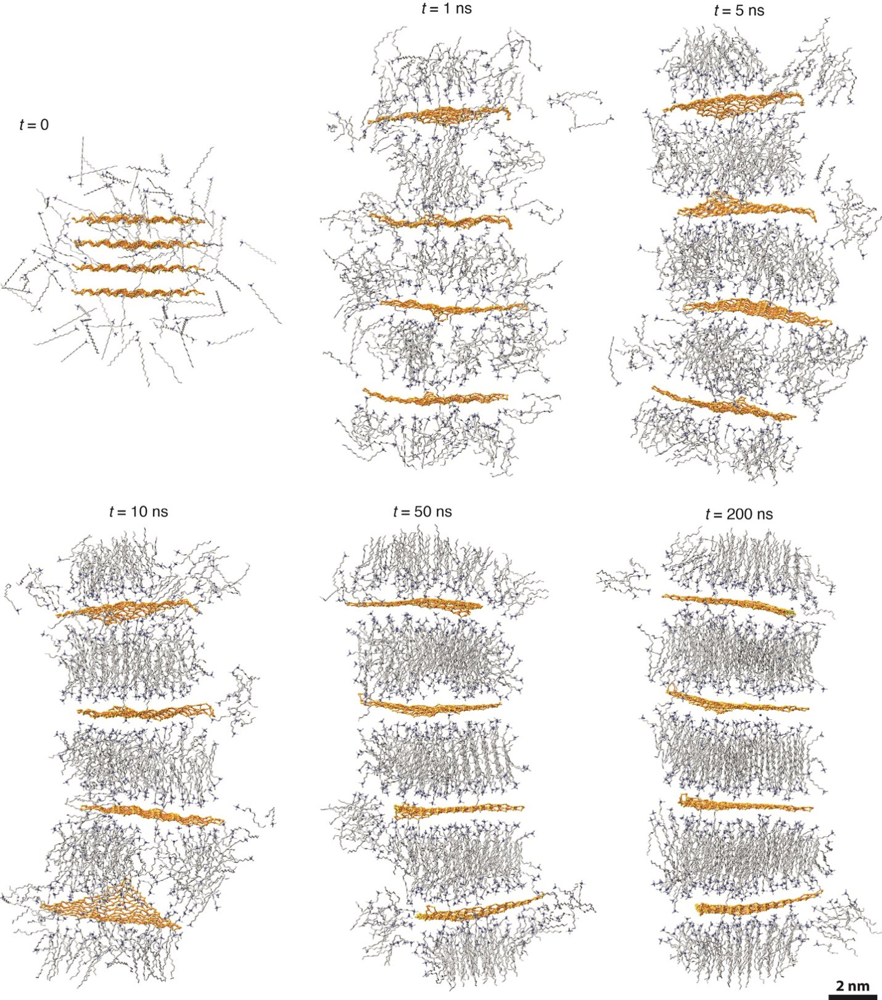 t = 0
t = 1 ns
t = 5 ns
t = 10 ns
t = 50 ns
t = 200 ns
2 nm